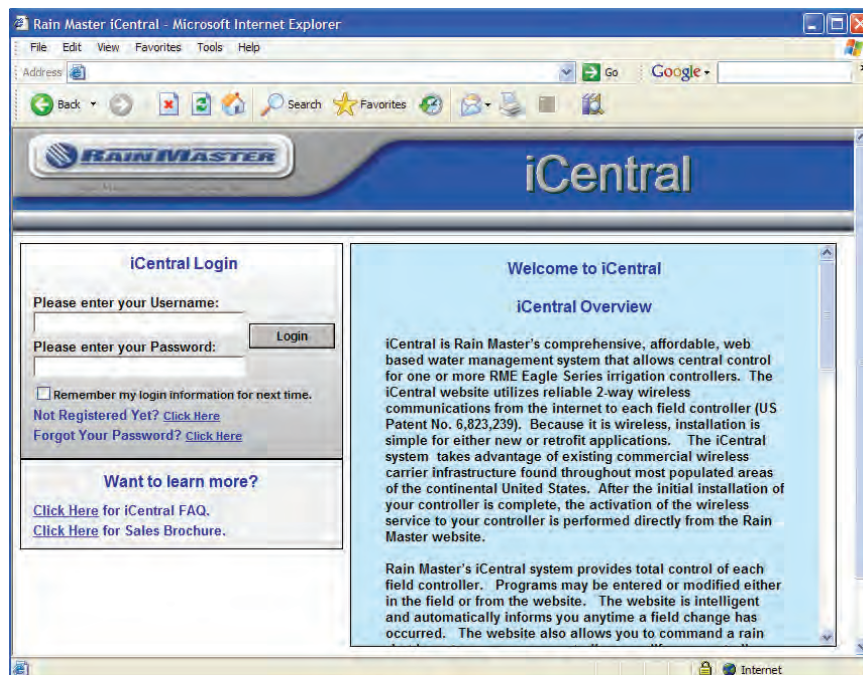 Rain Master iCentral - Microsoft Internet Explorer
File Edit View Favorites Tools Help
Address Go Google
Back Search Favorites
RAIN MASTER
iCentral
iCentral Login
Please enter your Username:
Login
Please enter your Password:
Remember my login information for next time.
Not Registered Yet? Click Here
Forgot Your Password? Click Here
Want to learn more?
Click Here for iCentral FAQ.
Click Here for Sales Brochure.
Welcome to iCentral
iCentral Overview
iCentral is Rain Master's comprehensive, affordable, web
based water management system that allows central control
for one or more RME Eagle Series irrigation controllers. The
iCentral website utilizes reliable 2-way wireless
communications from the internet to each field controller (US
Patent No. 6,823,239). Because it is wireless, installation is
simple for either new or retrofit applications. The iCentral
system takes advantage of existing commercial wireless
carrier infrastructure found throughout most populated areas
of the continental United States. After the initial installation of
your controller is complete, the activation of the wireless
service to your controller is performed directly from the Rain
Master website.
Rain Master's iCentral system provides total control of each
field controller. Programs may be entered or modified either
in the field or from the website. The website is intelligent
and automatically informs you anytime a field change has
occurred. The website also allows you to command a rain
Internet